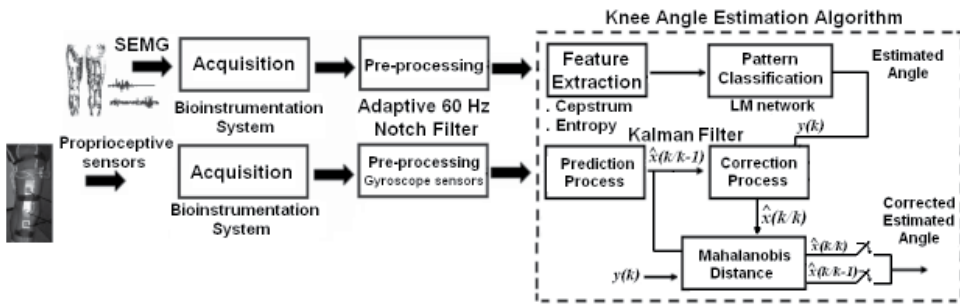 Knee Angle Estimation Algorithm
SEMG
Acquisition
Bioinstrumentation
System
Pre-processing
Adaptive 60 Hz
Notch Filter
Feature
Extraction
. Cepstrum
. Entropy
Pattern
Classification
LM network
Estimated
Angle
y(k)
Proprioceptive
sensors
Acquisition
Bioinstrumentation
System
Pre-processing
Gyroscope sensors
Kalman Filter
Prediction
Process
x̂(k/k-1)
Correction
Process
x̂(k/k)
Mahalanobis
Distance
y(k)
x̂(k/k)
x̂(k/k-1)
Corrected
Estimated
Angle